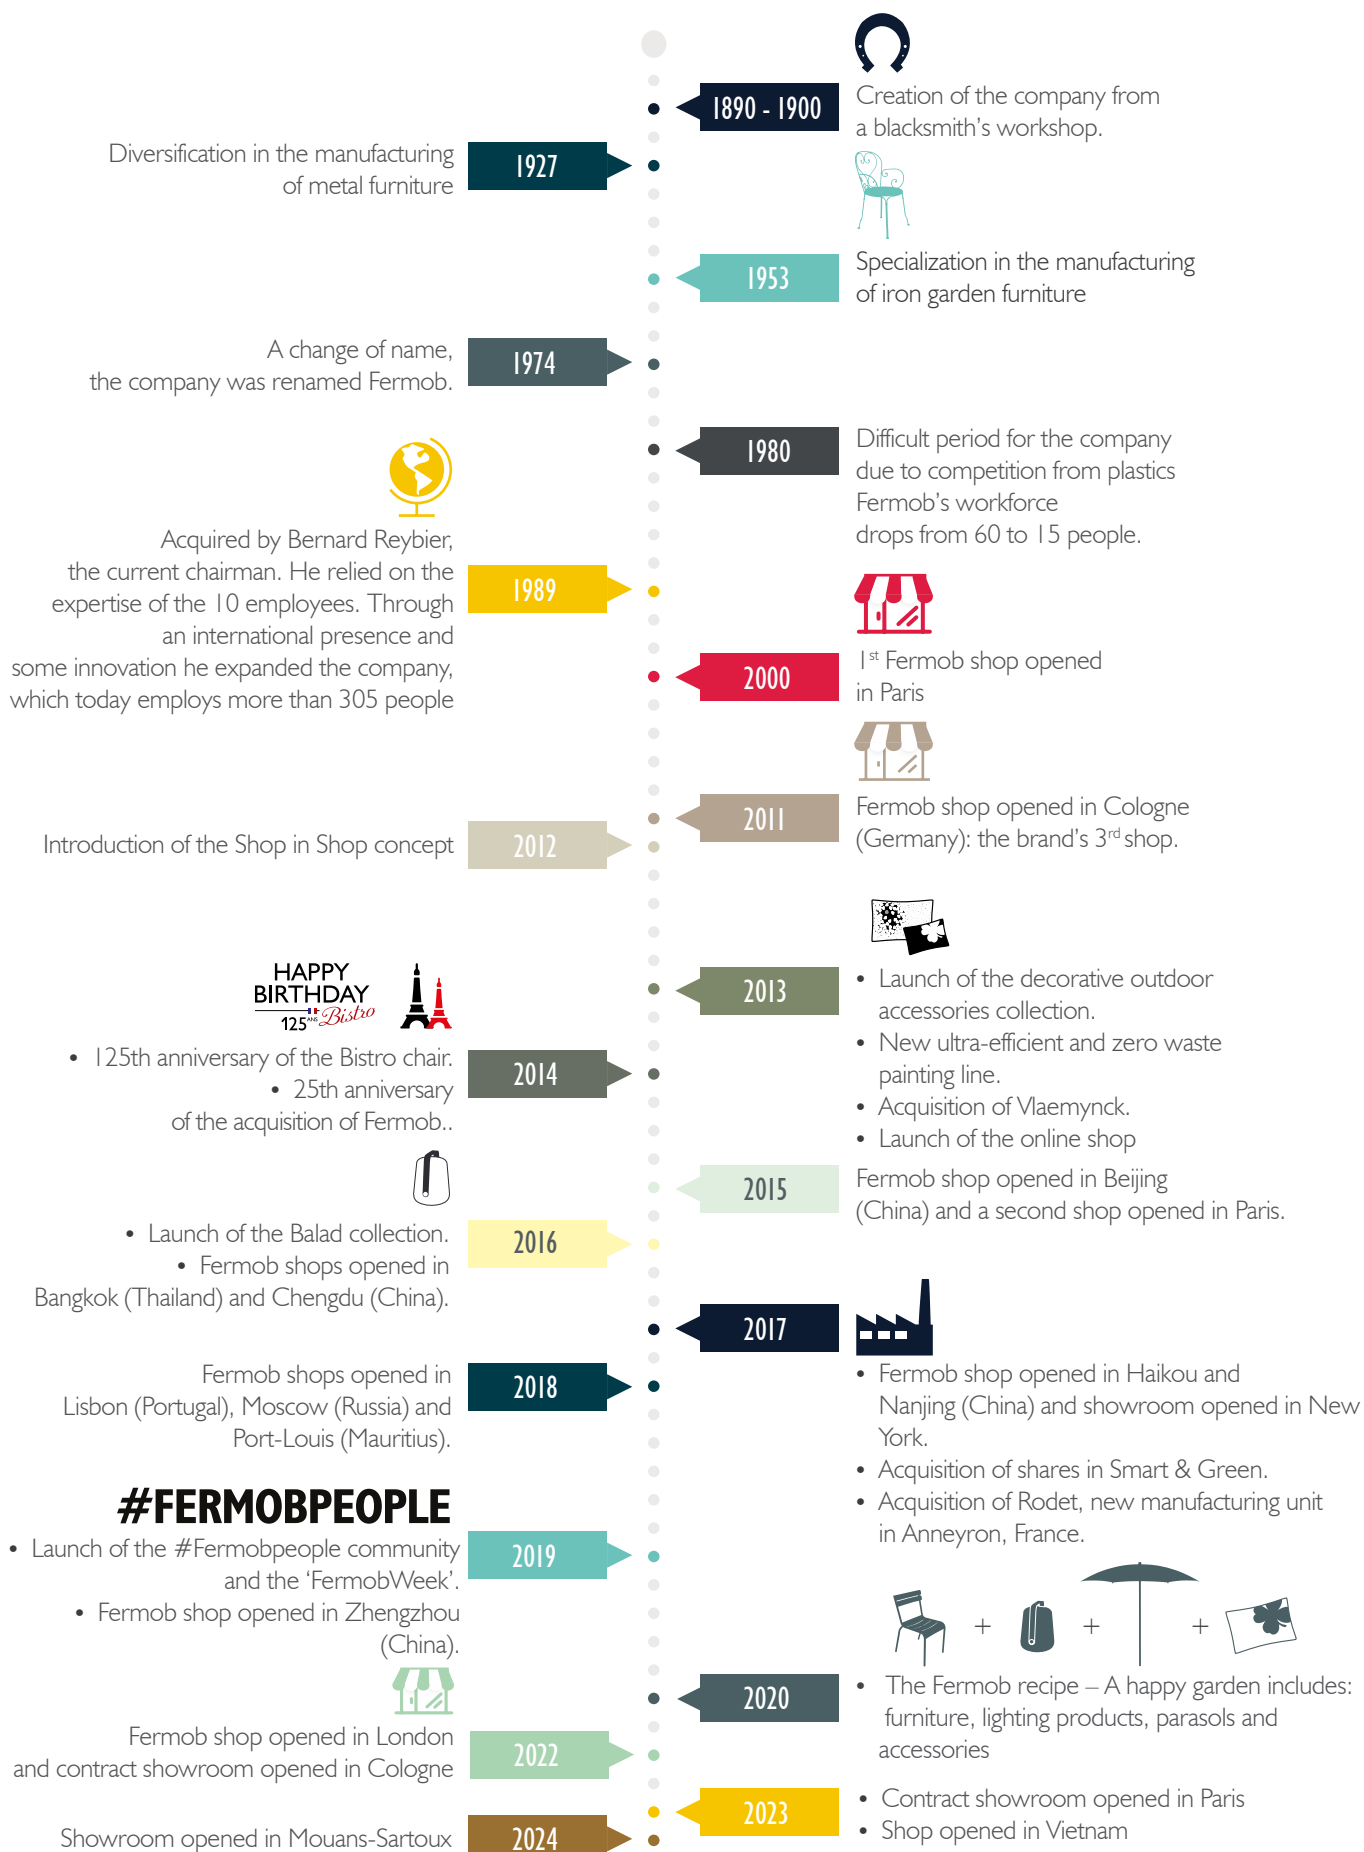 1890 - 1900
Creation of the company from
a blacksmith's workshop.
Diversification in the manufacturing
of metal furniture
1927
1953
Specialization in the manufacturing
of iron garden furniture
A change of name,
the company was renamed Fermob.
1974
1980
Difficult period for the company
due to competition from plastics
Fermob's workforce
drops from 60 to 15 people.
Acquired by Bernard Reybier,
the current chairman. He relied on the
expertise of the 10 employees. Through
an international presence and
some innovation he expanded the company,
which today employs more than 305 people
1989
2000
1st Fermob shop opened
in Paris
2011
Fermob shop opened in Cologne
(Germany): the brand's 3rd shop.
Introduction of the Shop in Shop concept
2012
2013
• Launch of the decorative outdoor
accessories collection.
• New ultra-efficient and zero waste
painting line.
• Acquisition of Vlaemynck.
• Launch of the online shop
HAPPY
BIRTHDAY
125 ANS Bistro
• 125th anniversary of the Bistro chair.
• 25th anniversary
of the acquisition of Fermob..
2014
2015
Fermob shop opened in Beijing
(China) and a second shop opened in Paris.
• Launch of the Balad collection.
• Fermob shops opened in
Bangkok (Thailand) and Chengdu (China).
2016
2017
• Fermob shop opened in Haikou and
Nanjing (China) and showroom opened in New
York.
• Acquisition of shares in Smart & Green.
• Acquisition of Rodet, new manufacturing unit
in Anneyron, France.
Fermob shops opened in
Lisbon (Portugal), Moscow (Russia) and
Port-Louis (Mauritius).
2018
#FERMOBPEOPLE
• Launch of the #Fermobpeople community
and the 'FermobWeek'.
• Fermob shop opened in Zhengzhou
(China).
2019
+ + +
2020
• The Fermob recipe – A happy garden includes:
furniture, lighting products, parasols and
accessories
Fermob shop opened in London
and contract showroom opened in Cologne
2022
2023
• Contract showroom opened in Paris
• Shop opened in Vietnam
Showroom opened in Mouans-Sartoux
2024